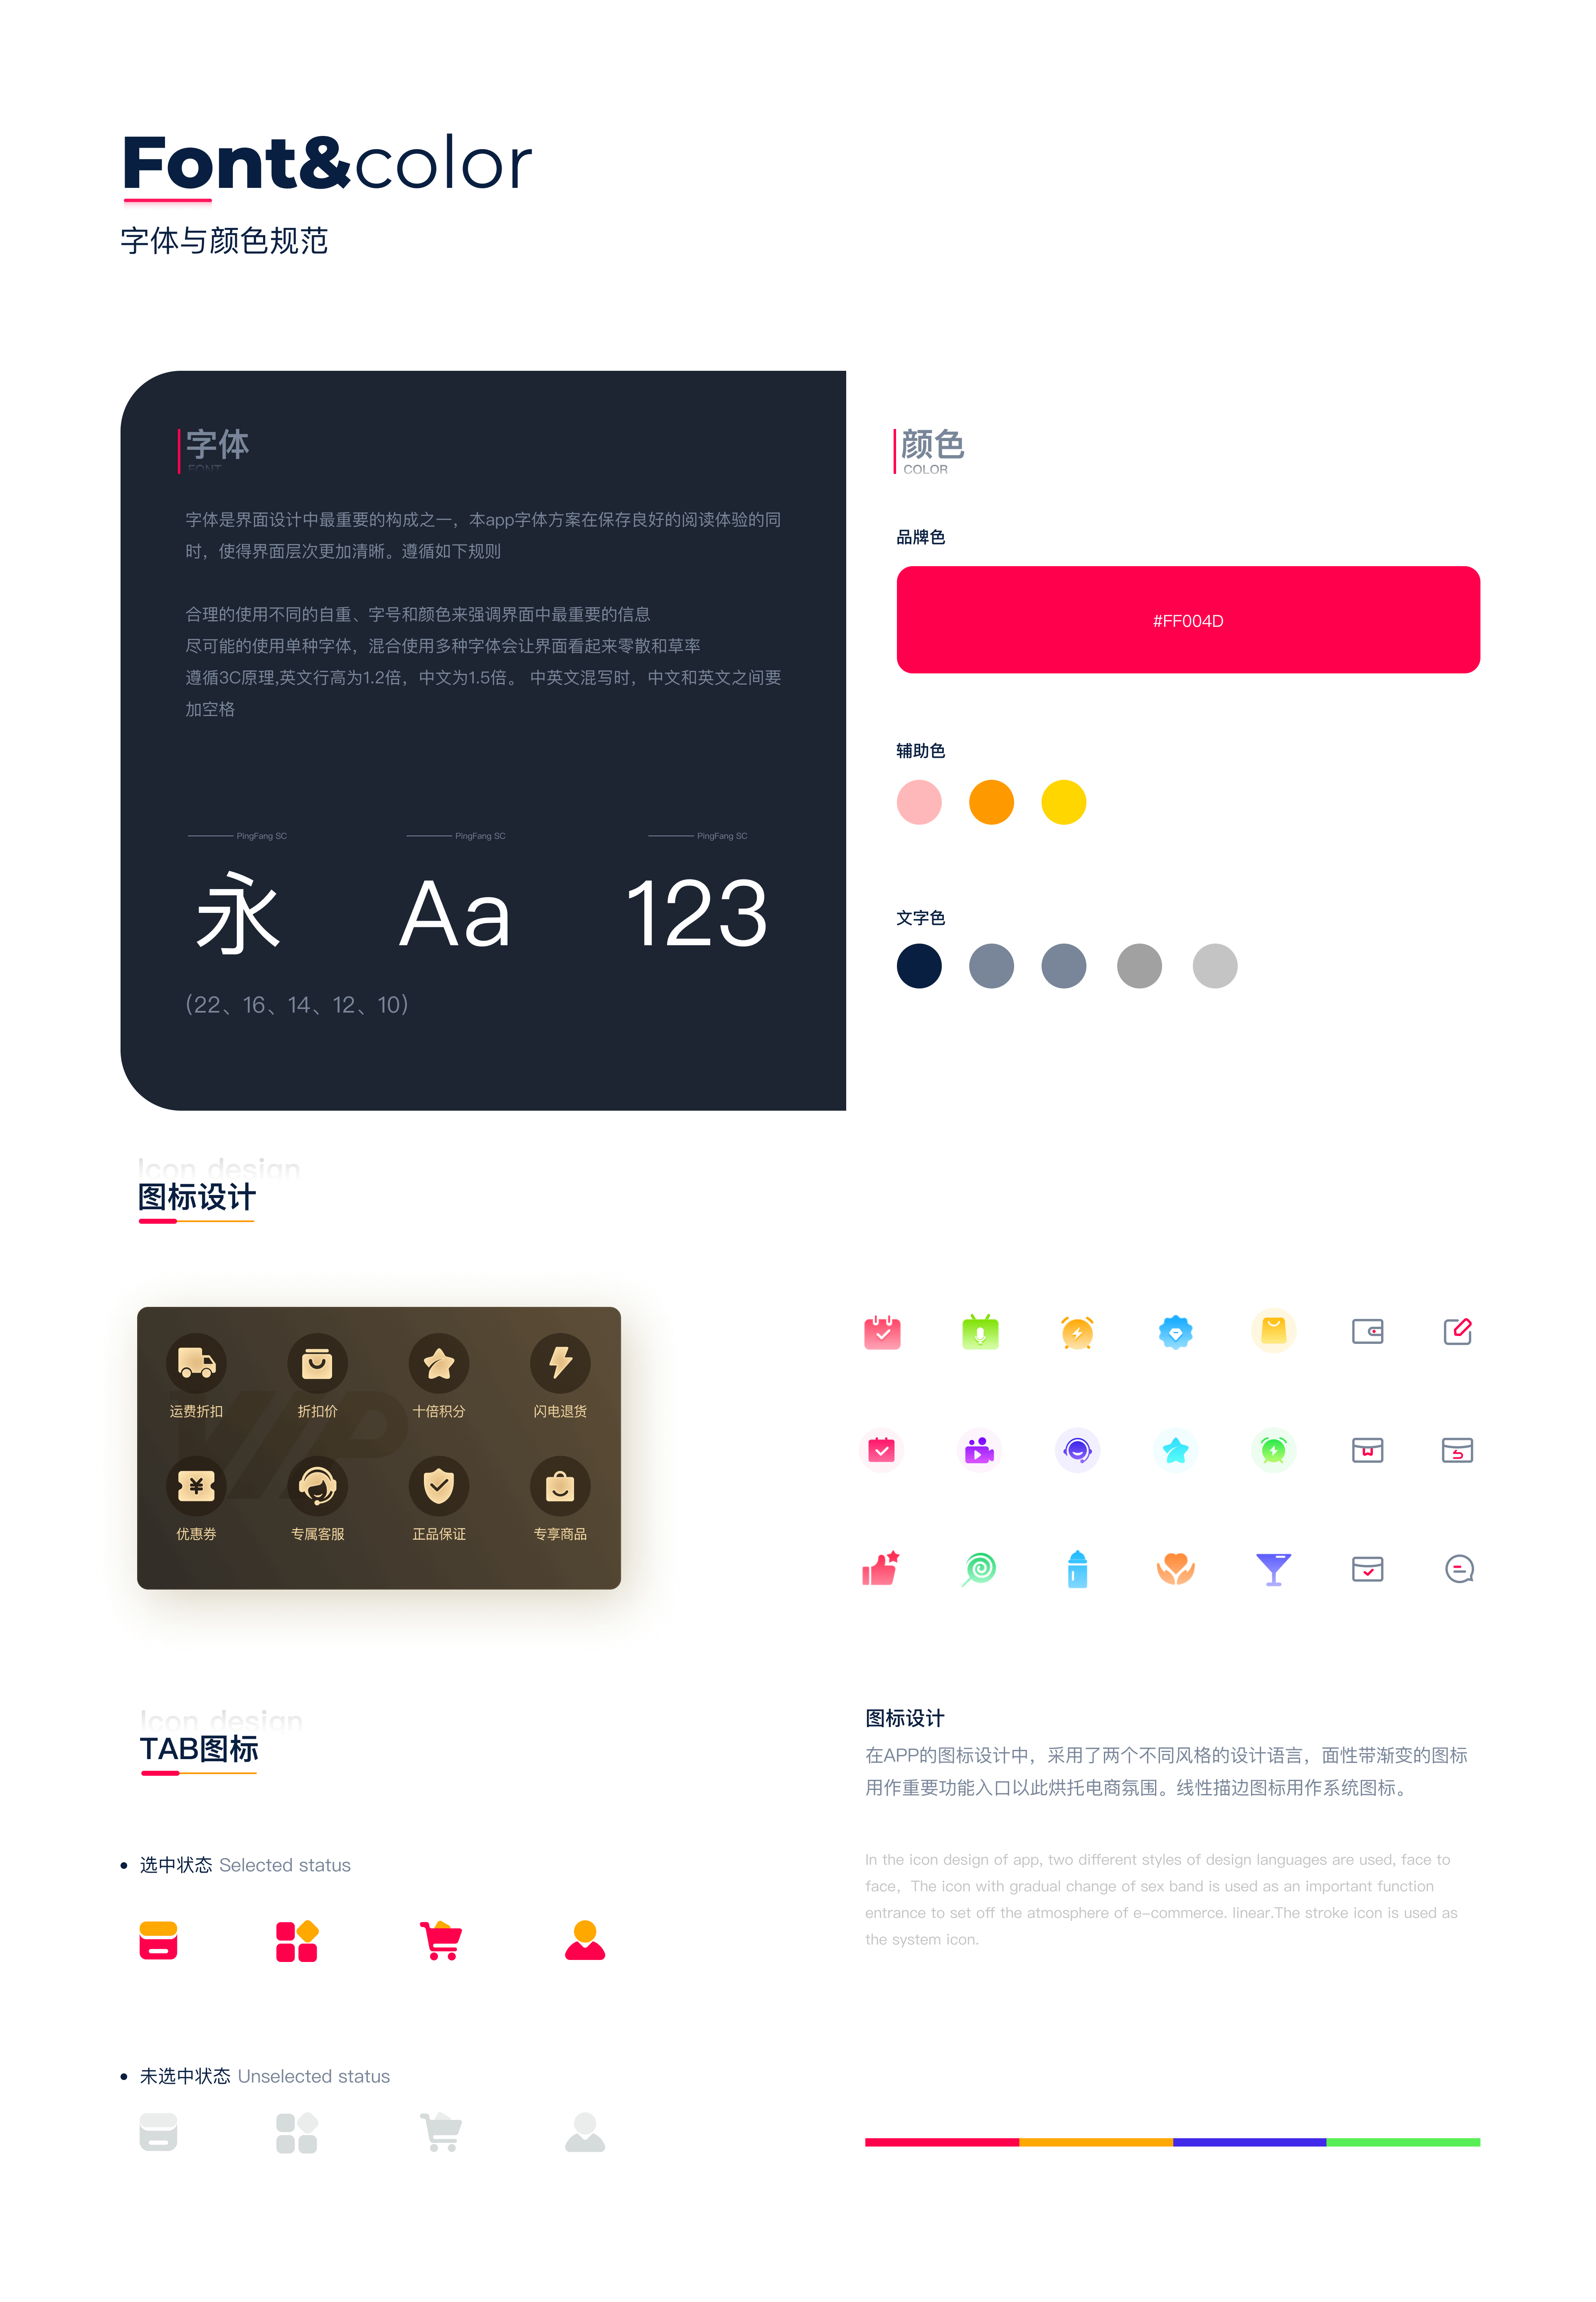 Font&color
字体与颜色规范
字体
FONT
字体是界面设计中最重要的构成之一，本app字体方案在保存良好的阅读体验的同
时，使得界面层次更加清晰。遵循如下规则
合理的使用不同的自重、字号和颜色来强调界面中最重要的信息
尽可能的使用单种字体，混合使用多种字体会让界面看起来零散和草率
遵循3C原理,英文行高为1.2倍，中文为1.5倍。 中英文混写时，中文和英文之间要
加空格
PingFang SC
PingFang SC
PingFang SC
永
Aa
123
(22、16、14、12、10)
颜色
COLOR
品牌色
#FF004D
辅助色
文字色
Icon design
图标设计
VIP
运费折扣
折扣价
十倍积分
闪电退货
优惠券
专属客服
正品保证
专享商品
Icon design
TAB图标
选中状态 Selected status
未选中状态 Unselected status
图标设计
在APP的图标设计中，采用了两个不同风格的设计语言，面性带渐变的图标
用作重要功能入口以此烘托电商氛围。线性描边图标用作系统图标。
In the icon design of app, two different styles of design languages are used, face to
face，The icon with gradual change of sex band is used as an important function
entrance to set off the atmosphere of e-commerce. linear.The stroke icon is used as
the system icon.